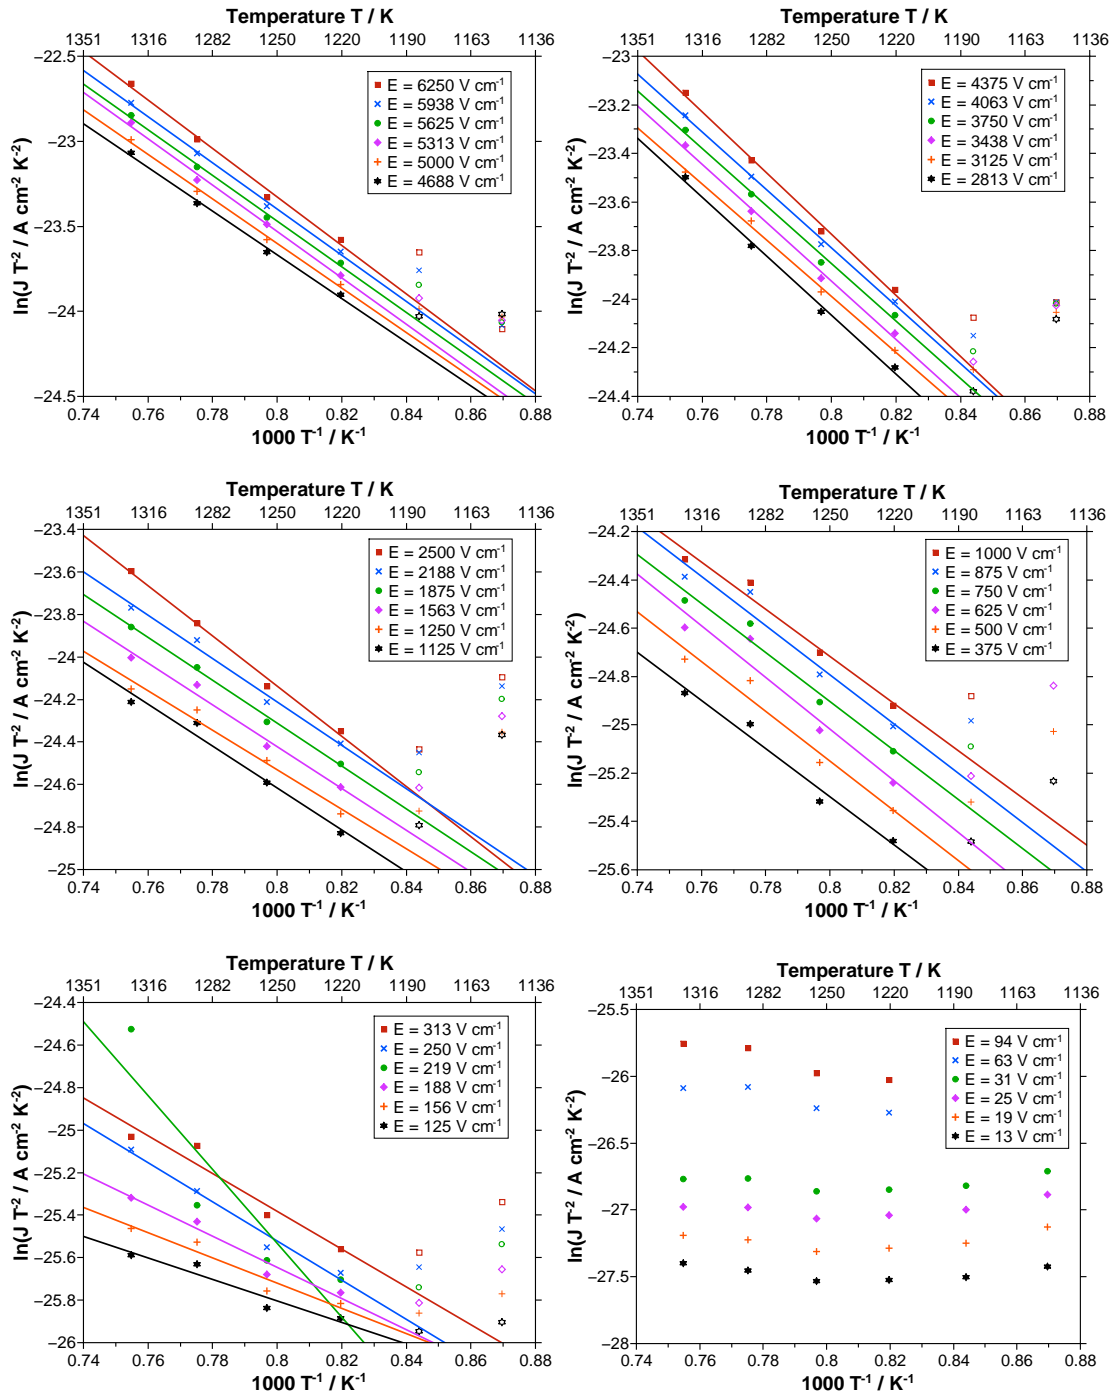 Temperature T / K
1351 1316 1282 1250 1220 1190 1163 1136
ln(J T⁻² / A cm⁻² K⁻²)
−22.5
−23
−23.5
−24
−24.5
E = 6250 V cm⁻¹
E = 5938 V cm⁻¹
E = 5625 V cm⁻¹
E = 5313 V cm⁻¹
E = 5000 V cm⁻¹
E = 4688 V cm⁻¹
0.74 0.76 0.78 0.80 0.82 0.84 0.86 0.88
1000 T⁻¹ / K⁻¹
Temperature T / K
1351 1316 1282 1250 1220 1190 1163 1136
ln(J T⁻² / A cm⁻² K⁻²)
−23
−23.2
−23.4
−23.6
−23.8
−24
−24.2
−24.4
E = 4375 V cm⁻¹
E = 4063 V cm⁻¹
E = 3750 V cm⁻¹
E = 3438 V cm⁻¹
E = 3125 V cm⁻¹
E = 2813 V cm⁻¹
0.74 0.76 0.78 0.80 0.82 0.84 0.86 0.88
1000 T⁻¹ / K⁻¹
Temperature T / K
1351 1316 1282 1250 1220 1190 1163 1136
ln(J T⁻² / A cm⁻² K⁻²)
−23.4
−23.6
−23.8
−24
−24.2
−24.4
−24.6
−24.8
−25
E = 2500 V cm⁻¹
E = 2188 V cm⁻¹
E = 1875 V cm⁻¹
E = 1563 V cm⁻¹
E = 1250 V cm⁻¹
E = 1125 V cm⁻¹
0.74 0.76 0.78 0.80 0.82 0.84 0.86 0.88
1000 T⁻¹ / K⁻¹
Temperature T / K
1351 1316 1282 1250 1220 1190 1163 1136
ln(J T⁻² / A cm⁻² K⁻²)
−24.2
−24.4
−24.6
−24.8
−25
−25.2
−25.4
−25.6
E = 1000 V cm⁻¹
E = 875 V cm⁻¹
E = 750 V cm⁻¹
E = 625 V cm⁻¹
E = 500 V cm⁻¹
E = 375 V cm⁻¹
0.74 0.76 0.78 0.80 0.82 0.84 0.86 0.88
1000 T⁻¹ / K⁻¹
Temperature T / K
1351 1316 1282 1250 1220 1190 1163 1136
ln(J T⁻² / A cm⁻² K⁻²)
−24.4
−24.6
−24.8
−25
−25.2
−25.4
−25.6
−25.8
−26
E = 313 V cm⁻¹
E = 250 V cm⁻¹
E = 219 V cm⁻¹
E = 188 V cm⁻¹
E = 156 V cm⁻¹
E = 125 V cm⁻¹
0.74 0.76 0.78 0.80 0.82 0.84 0.86 0.88
1000 T⁻¹ / K⁻¹
Temperature T / K
1351 1316 1282 1250 1220 1190 1163 1136
ln(J T⁻² / A cm⁻² K⁻²)
−25.5
−26
−26.5
−27
−27.5
−28
E = 94 V cm⁻¹
E = 63 V cm⁻¹
E = 31 V cm⁻¹
E = 25 V cm⁻¹
E = 19 V cm⁻¹
E = 13 V cm⁻¹
0.74 0.76 0.78 0.8 0.82 0.84 0.86 0.88
1000 T⁻¹ / K⁻¹